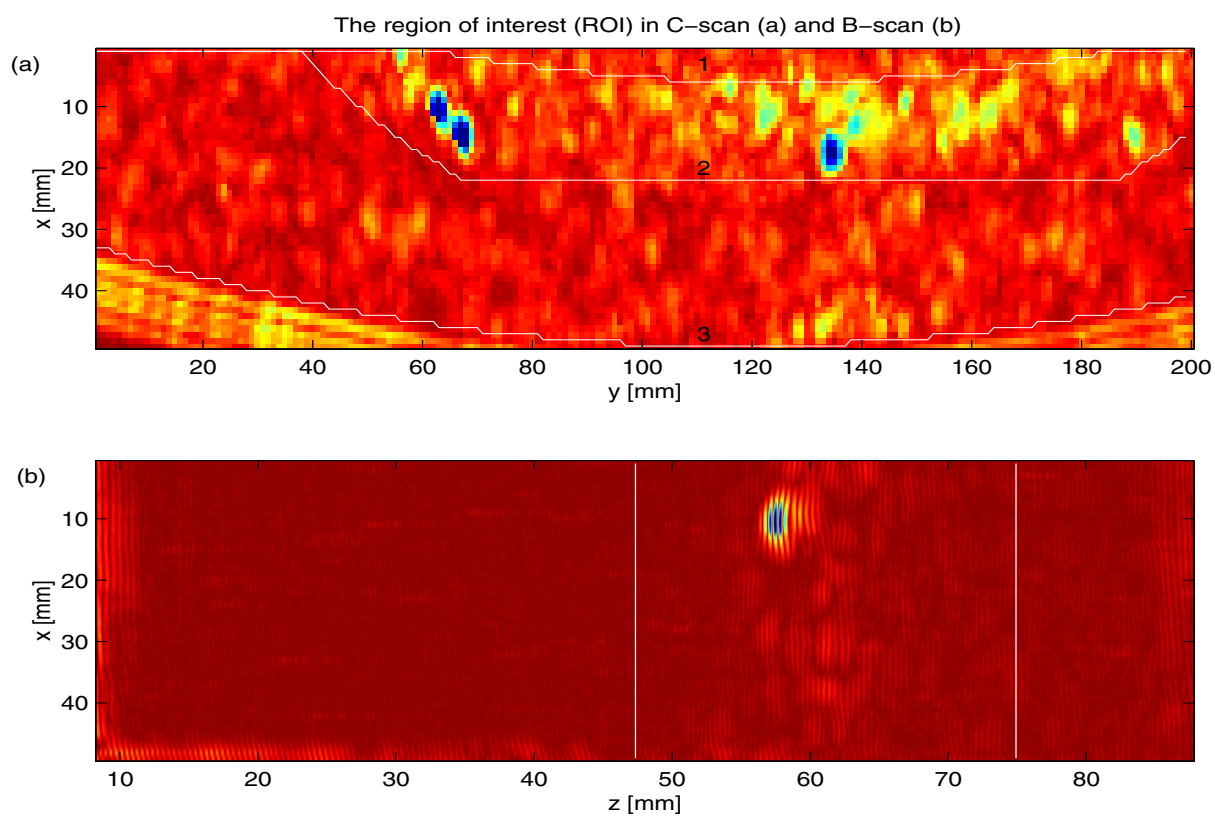 The region of interest (ROI) in C−scan (a) and B−scan (b)
(a)
1
2
3
10
20
30
40
x [mm]
20 40 60 80 100 120 140 160 180 200
y [mm]
(b)
10
20
30
40
x [mm]
10 20 30 40 50 60 70 80
z [mm]